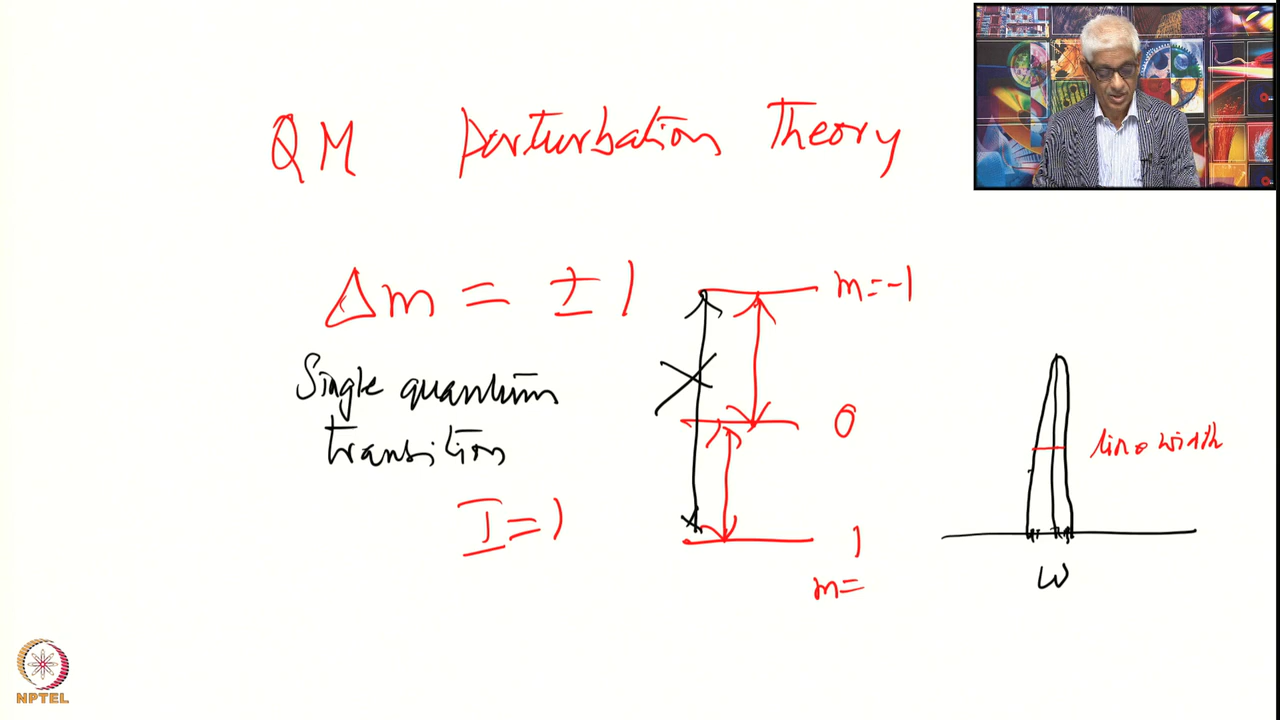 QM Perturbation Theory
Δm = ±1
m=-1
Single quantum
transition
0
line width
I=1
1
m=
ω
NPTEL